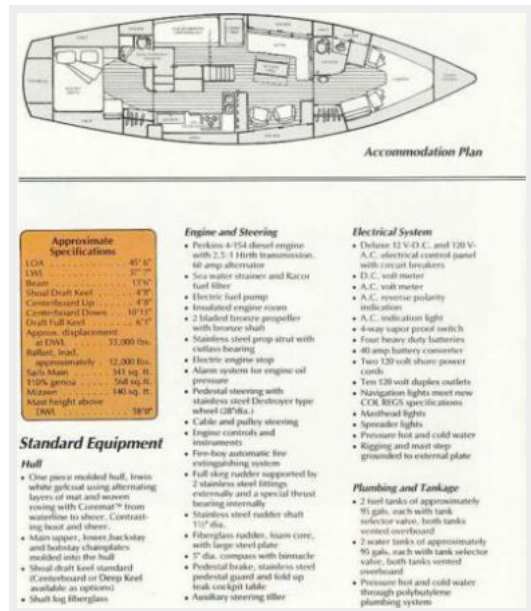 Accommodation Plan
Approximate
Specifications
LOA 45' 6"
LWL 37' 7"
Beam 13'6"
Shoal Draft Keel 4'8"
Centerboard Up 4'8"
Centerboard Down 10'11"
Draft Full Keel 6'1"
Approx. displacement
at DWL 33,000 lbs.
Ballast, lead,
approximately 12,000 lbs.
Sails Main 341 sq. ft.
110% genoa 568 sq. ft.
Mizzen 140 sq. ft.
Mast height above
DWL 58'0"
Standard Equipment
Hull
• One piece molded hull, Irwin
white gelcoat using alternating
layers of mat and woven
roving with Coremat™ from
waterline to sheer. Contrast-
ing boot and sheer.
• Main upper, lower, backstay
and bobstay chainplates
molded into the hull
• Shoal draft keel standard
(Centerboard or Deep Keel
available as options)
• Shaft log fiberglass
Engine and Steering
• Perkins 4-154 diesel engine
with 2.5:1 Hirth transmission.
60 amp alternator
• Sea water strainer and Racor
fuel filter
• Electric fuel pump
• Insulated engine room
• 2 bladed bronze propeller
with bronze shaft
• Stainless steel prop strut with
cutlass bearing
• Electric engine stop
• Alarm system for engine oil
pressure
• Pedestal steering with
stainless steel Destroyer type
wheel (28"dia.)
• Cable and pulley steering
• Engine controls and
instruments
• Fire-boy automatic fire
extinguishing system
• Full skeg rudder supported by
2 stainless steel fittings
externally and a special thrust
bearing internally
• Stainless steel rudder shaft
1½" dia.
• Fiberglass rudder, foam core,
with large steel plate
• 5" dia. compass with binnacle
• Pedestal brake, stainless steel
pedestal guard and fold up
teak cockpit table
• Auxiliary steering tiller
Electrical System
• Deluxe 12 V-D.C. and 120 V-
A.C. electrical control panel
with circuit breakers
• D.C. volt meter
• A.C. volt meter
• A.C. reverse polarity
indication
• A.C. indication light
• 4-way vapor proof switch
• Four heavy duty batteries
• 40 amp battery converter
• Two 120 volt shore power
cords
• Ten 120 volt duplex outlets
• Navigation lights meet new
COL REGS specifications
• Masthead lights
• Spreader lights
• Pressure hot and cold water
• Rigging and mast step
grounded to external plate
Plumbing and Tankage
• 2 fuel tanks of approximately
95 gals. each with tank
selector valve, both tanks
vented overboard
• 2 water tanks of approximately
95 gals. each with tank selector
valve, both tanks vented
overboard
• Pressure hot and cold water
through polybutylene
plumbing system